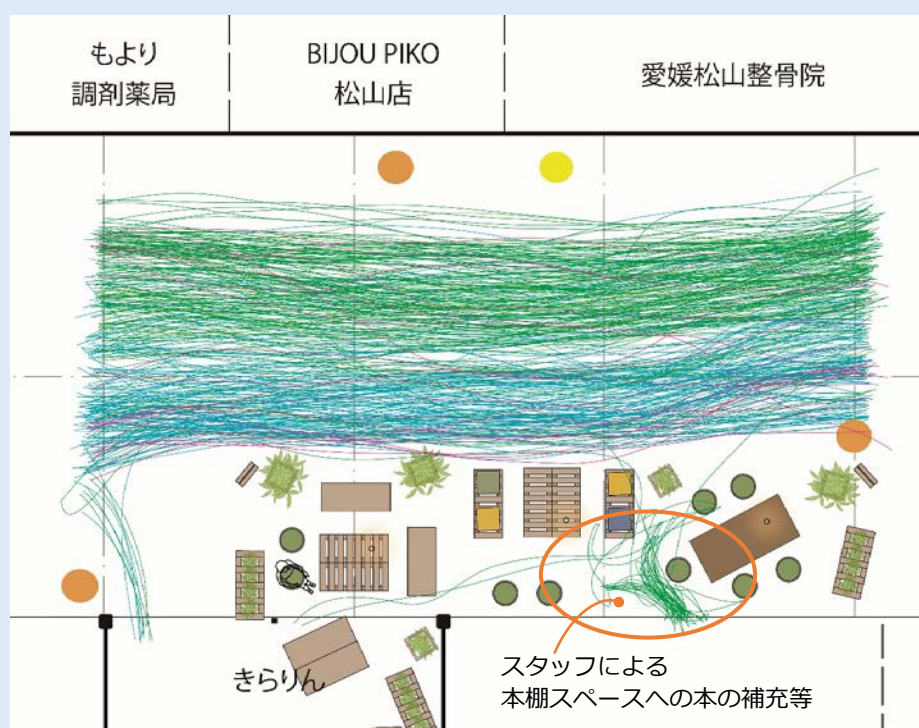 もより
調剤薬局
BIJOU PIKO
松山店
愛媛松山整骨院
きらりん
スタッフによる
本棚スペースへの本の補充等